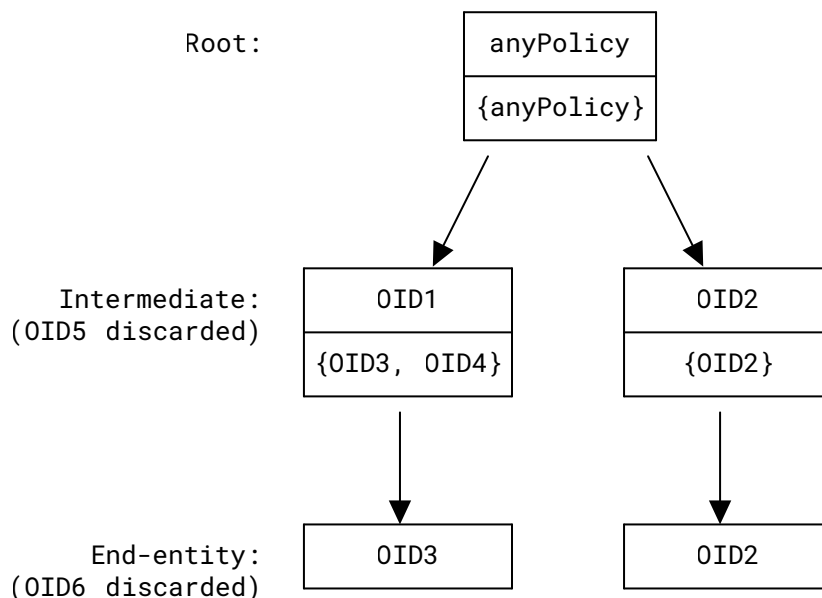 Root:
anyPolicy
{anyPolicy}
Intermediate:
(OID5 discarded)
OID1
{OID3, OID4}
OID2
{OID2}
End-entity:
(OID6 discarded)
OID3
OID2